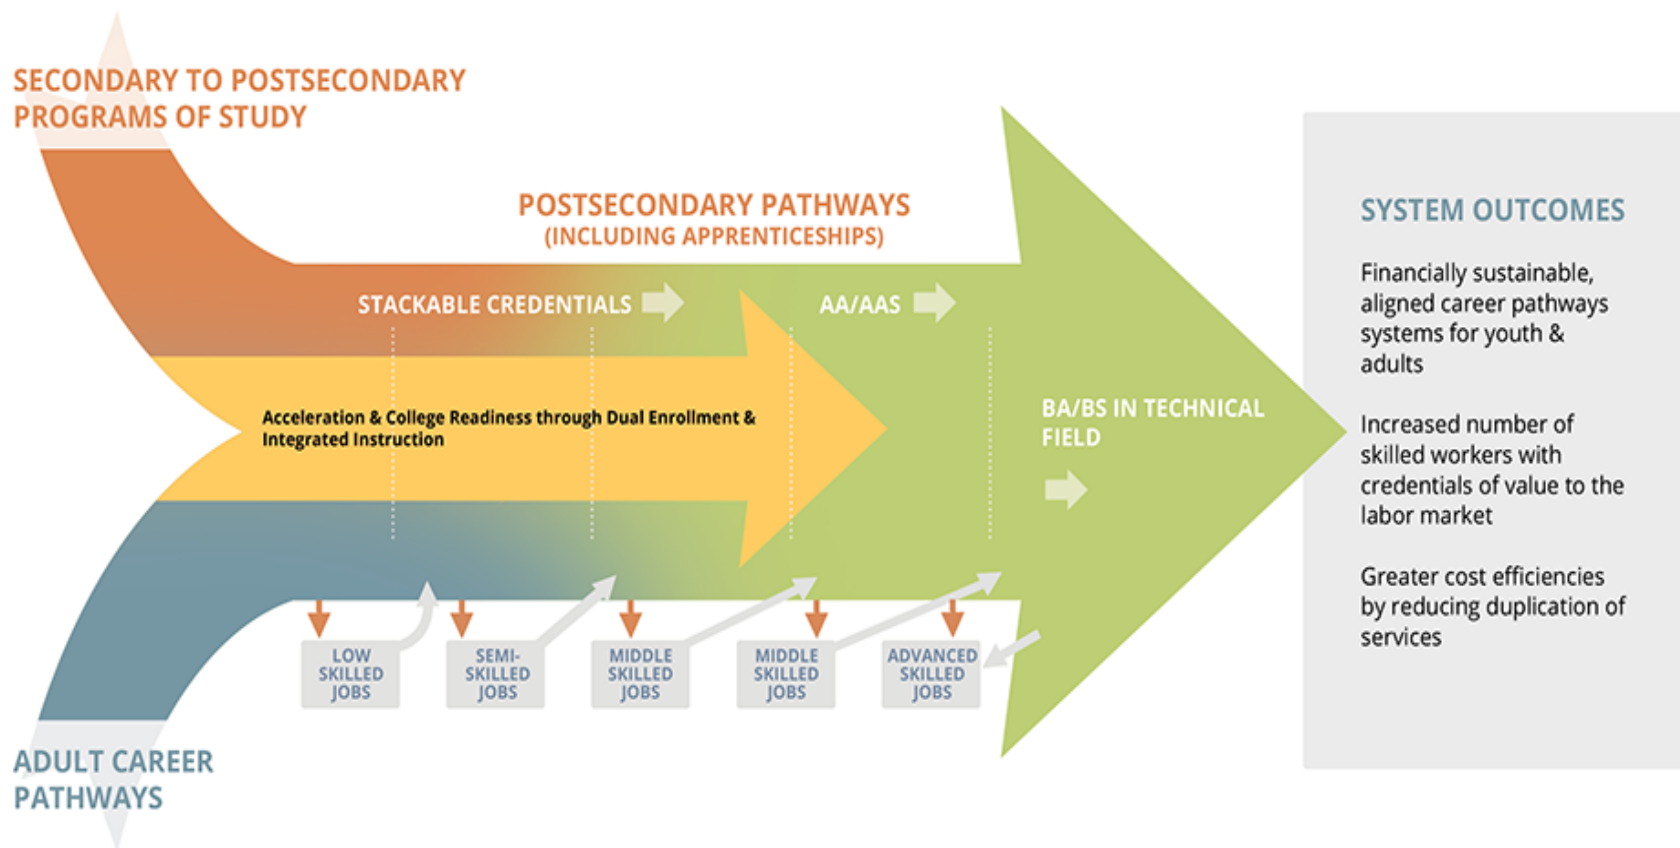 SECONDARY TO POSTSECONDARY
PROGRAMS OF STUDY
POSTSECONDARY PATHWAYS
(INCLUDING APPRENTICESHIPS)
STACKABLE CREDENTIALS
AA/AAS
Acceleration & College Readiness through Dual Enrollment &
Integrated Instruction
BA/BS IN TECHNICAL
FIELD
LOW
SKILLED
JOBS
SEMI-
SKILLED
JOBS
MIDDLE
SKILLED
JOBS
MIDDLE
SKILLED
JOBS
ADVANCED
SKILLED
JOBS
ADULT CAREER
PATHWAYS
SYSTEM OUTCOMES
Financially sustainable,
aligned career pathways
systems for youth &
adults
Increased number of
skilled workers with
credentials of value to the
labor market
Greater cost efficiencies
by reducing duplication of
services